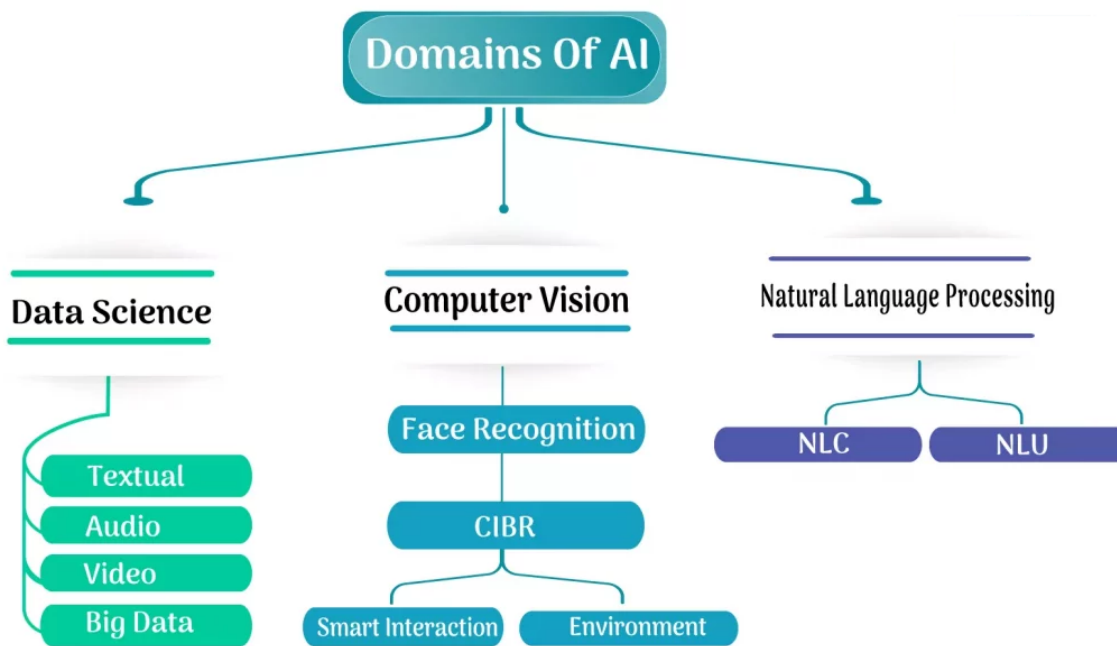 Domains Of AI
Data Science
Computer Vision
Natural Language Processing
Textual
Audio
Video
Big Data
Face Recognition
CIBR
Smart Interaction
Environment
NLC
NLU